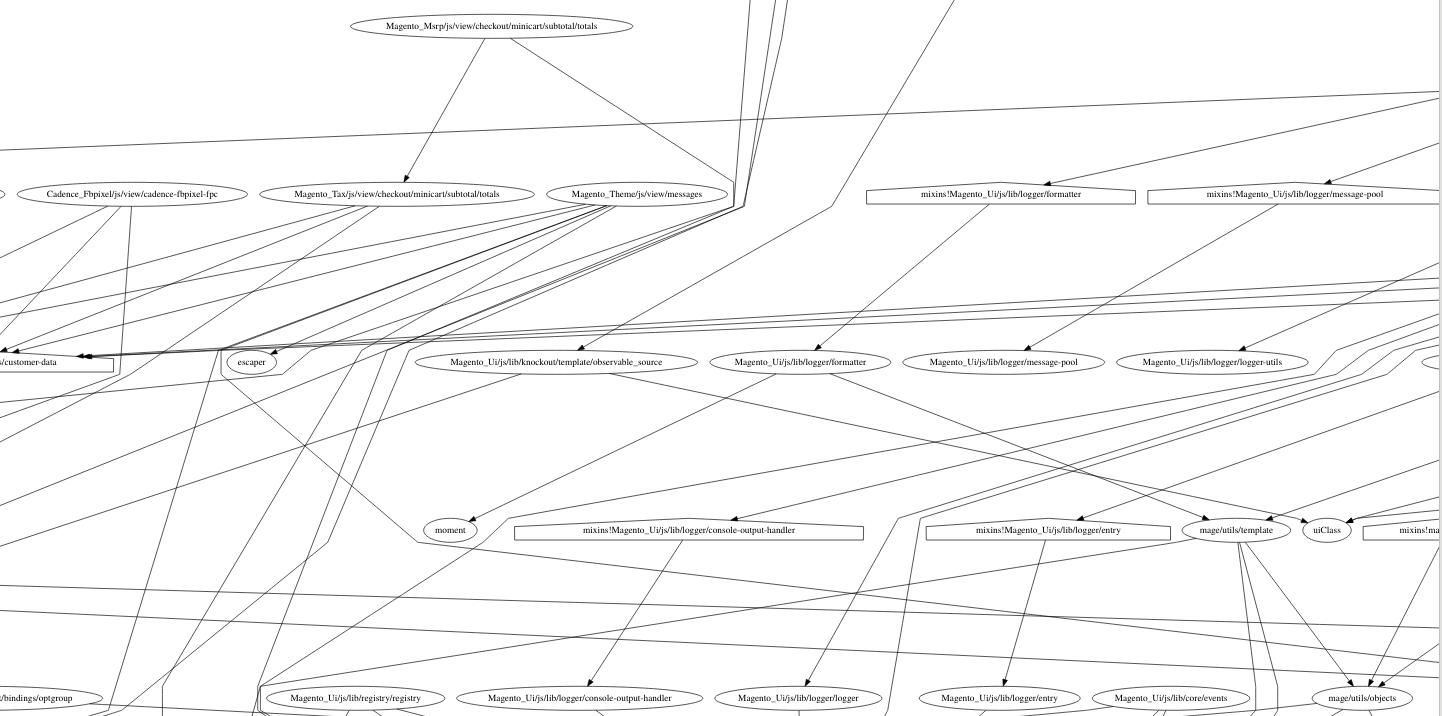 Magento_Msrp/js/view/checkout/minicart/subtotal/totals
Cadence_Fbpixel/js/view/cadence-fbpixel-fpc
Magento_Tax/js/view/checkout/minicart/subtotal/totals
Magento_Theme/js/view/messages
mixins!Magento_Ui/js/lib/logger/formatter
mixins!Magento_Ui/js/lib/logger/message-pool
s/customer-data
escaper
Magento_Ui/js/lib/knockout/template/observable_source
Magento_Ui/js/lib/logger/formatter
Magento_Ui/js/lib/logger/message-pool
Magento_Ui/js/lib/logger/logger-utils
moment
mixins!Magento_Ui/js/lib/logger/console-output-handler
mixins!Magento_Ui/js/lib/logger/entry
mage/utils/template
uiClass
mixins!ma
t/bindings/optgroup
Magento_Ui/js/lib/registry/registry
Magento_Ui/js/lib/logger/console-output-handler
Magento_Ui/js/lib/logger/logger
Magento_Ui/js/lib/logger/entry
Magento_Ui/js/lib/core/events
mage/utils/objects